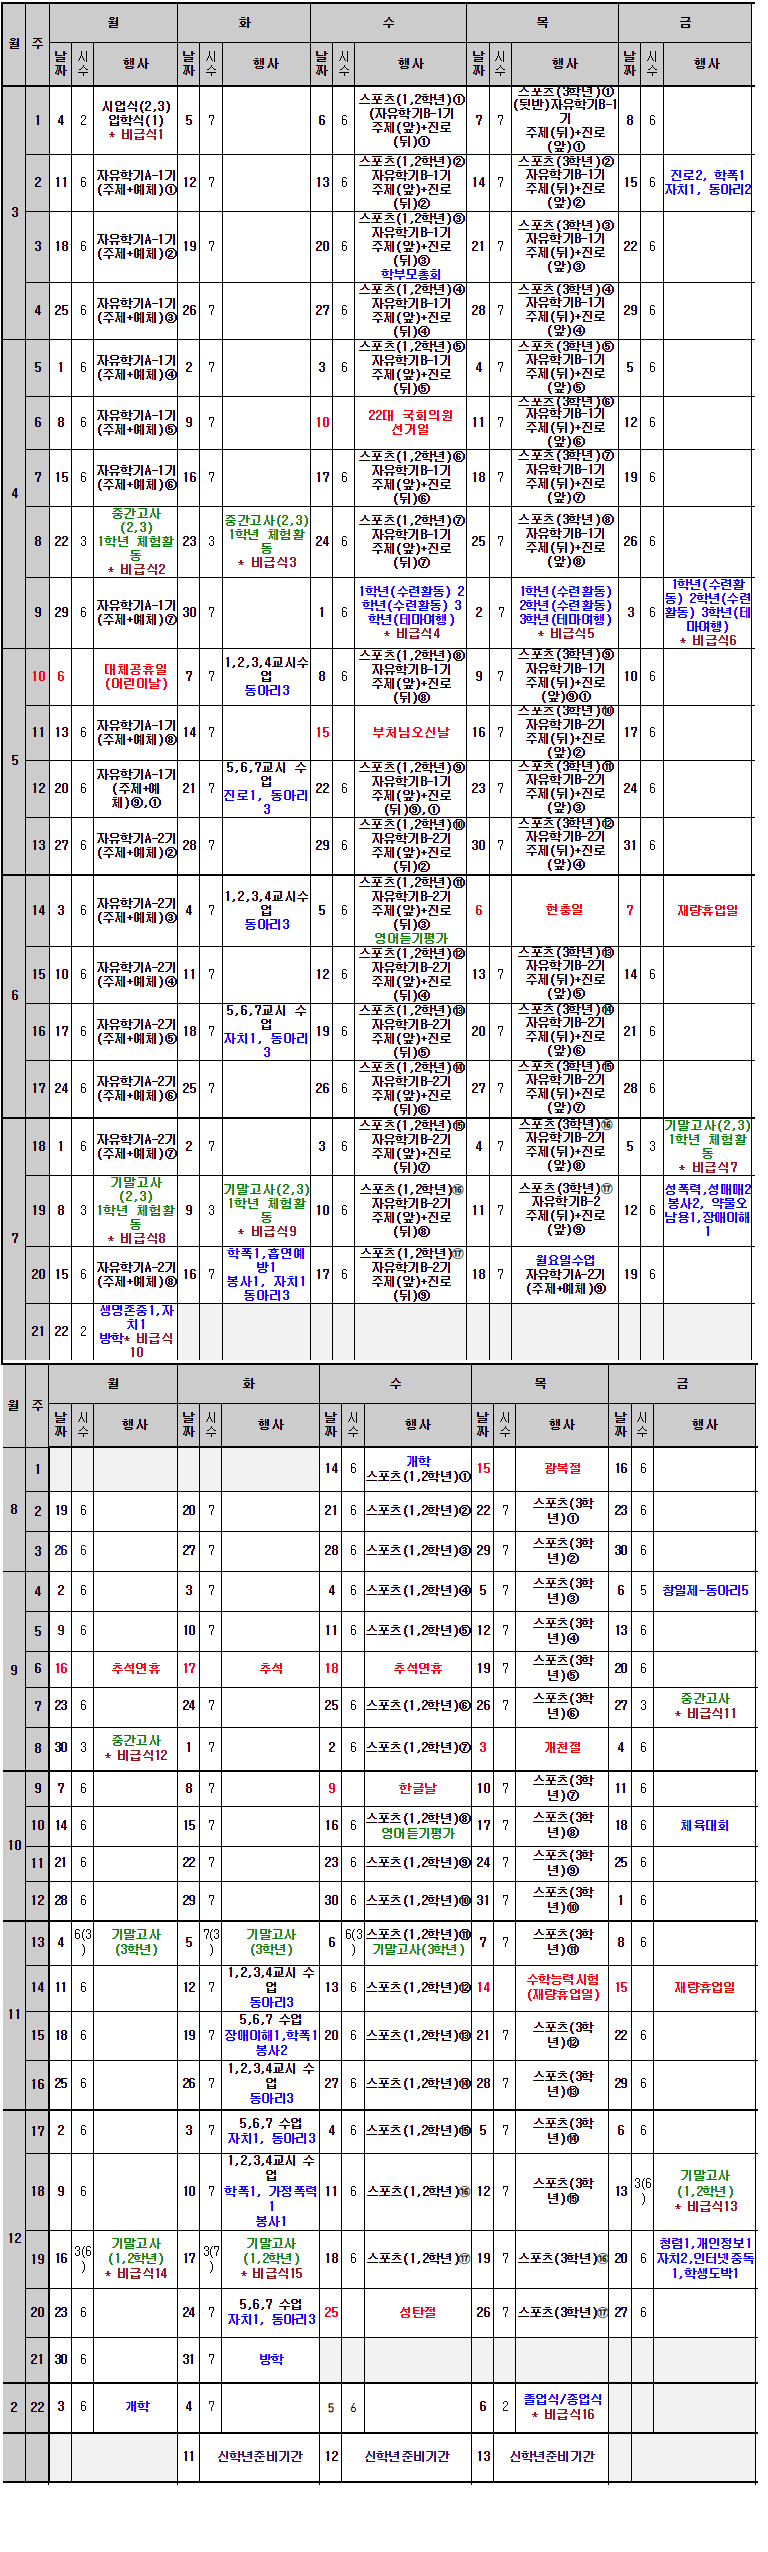 월 주 월 화 수 목 금
날짜 시수 행사 날짜 시수 행사 날짜 시수 행사 날짜 시수 행사 날짜 시수 행사
3
1 4 2 시업식(2,3)
입학식(1)
* 비급식1
5 7
6 6 스포츠(1,2학년)①
(자유학기B-1기
주제(앞)+진로
(뒤)①
7 7 스포츠(3학년)①
(뒷반)자유학기B-1
기
주제(뒤)+진로
(앞)①
8 6
2 11 6 자유학기A-1기
(주제+예체)①
12 7
13 6 스포츠(1,2학년)②
자유학기B-1기
주제(앞)+진로
(뒤)②
14 7 스포츠(3학년)②
자유학기B-1기
주제(뒤)+진로
(앞)②
15 6 진로2, 학폭1
자치1, 동아리2
3 18 6 자유학기A-1기
(주제+예체)②
19 7
20 6 스포츠(1,2학년)③
자유학기B-1기
주제(앞)+진로
(뒤)③
학부모총회
21 7 스포츠(3학년)③
자유학기B-1기
주제(뒤)+진로
(앞)③
22 6
4 25 6 자유학기A-1기
(주제+예체)③
26 7
27 6 스포츠(1,2학년)④
자유학기B-1기
주제(앞)+진로
(뒤)④
28 7 스포츠(3학년)④
자유학기B-1기
주제(뒤)+진로
(앞)④
29 6
4
5 1 6 자유학기A-1기
(주제+예체)④
2 7
3 6 스포츠(1,2학년)⑤
자유학기B-1기
주제(앞)+진로
(뒤)⑤
4 7 스포츠(3학년)⑤
자유학기B-1기
주제(뒤)+진로
(앞)⑤
5 6
6 8 6 자유학기A-1기
(주제+예체)⑤
9 7
10 22대 국회의원
선거일
11 7 스포츠(3학년)⑥
자유학기B-1기
주제(뒤)+진로
(앞)⑥
12 6
7 15 6 자유학기A-1기
(주제+예체)⑥
16 7
17 6 스포츠(1,2학년)⑥
자유학기B-1기
주제(앞)+진로
(뒤)⑥
18 7 스포츠(3학년)⑦
자유학기B-1기
주제(뒤)+진로
(앞)⑦
19 6
8 22 3 중간고사
(2,3)
1학년 체험활
동
* 비급식2
23 3 중간고사(2,3)
1학년 체험활
동
* 비급식3
24 6 스포츠(1,2학년)⑦
자유학기B-1기
주제(앞)+진로
(뒤)⑦
25 7 스포츠(3학년)⑧
자유학기B-1기
주제(뒤)+진로
(앞)⑧
26 6
9 29 6 자유학기A-1기
(주제+예체)⑦
30 7
1 6 1학년(수련활동) 2
학년(수련활동) 3
학년(테마여행)
* 비급식4
2 7 1학년(수련활동)
2학년(수련활동)
3학년(테마여행)
* 비급식5
3 6 1학년(수련활
동) 2학년(수련
활동) 3학년(테
마여행)
* 비급식6
5
10 6 대체공휴일
(어린이날)
7 7 1,2,3,4교시수
업
동아리3
8 6 스포츠(1,2학년)⑧
자유학기B-1기
주제(앞)+진로
(뒤)⑧
9 7 스포츠(3학년)⑨
자유학기B-1기
주제(뒤)+진로
(앞)⑨①
10 6
11 13 6 자유학기A-1기
(주제+예체)⑧
14 7
15 부처님오신날
16 7 스포츠(3학년)⑩
자유학기B-2기
주제(뒤)+진로
(앞)②
17 6
12 20 6 자유학기A-1기
(주제+예
체)⑨,①
21 7 5,6,7교시 수
업
진로1, 동아리
3
22 6 스포츠(1,2학년)⑨
자유학기B-1기
주제(앞)+진로
(뒤)⑨,①
23 7 스포츠(3학년)⑪
자유학기B-2기
주제(뒤)+진로
(앞)③
24 6
13 27 6 자유학기A-2기
(주제+예체)②
28 7
29 6 스포츠(1,2학년)⑩
자유학기B-2기
주제(앞)+진로
(뒤)②
30 7 스포츠(3학년)⑫
자유학기B-2기
주제(뒤)+진로
(앞)④
31 6
6
14 3 6 자유학기A-2기
(주제+예체)③
4 7 1,2,3,4교시수
업
동아리3
5 6 스포츠(1,2학년)⑪
자유학기B-2기
주제(앞)+진로
(뒤)③
영어듣기평가
6 현충일
7 재량휴업일
15 10 6 자유학기A-2기
(주제+예체)④
11 7
12 6 스포츠(1,2학년)⑫
자유학기B-2기
주제(앞)+진로
(뒤)④
13 7 스포츠(3학년)⑬
자유학기B-2기
주제(뒤)+진로
(앞)⑤
14 6
16 17 6 자유학기A-2기
(주제+예체)⑤
18 7 5,6,7교시 수
업
자치1, 동아리
3
19 6 스포츠(1,2학년)⑬
자유학기B-2기
주제(앞)+진로
(뒤)⑤
20 7 스포츠(3학년)⑭
자유학기B-2기
주제(뒤)+진로
(앞)⑥
21 6
17 24 6 자유학기A-2기
(주제+예체)⑥
25 7
26 6 스포츠(1,2학년)⑭
자유학기B-2기
주제(앞)+진로
(뒤)⑥
27 7 스포츠(3학년)⑮
자유학기B-2기
주제(뒤)+진로
(앞)⑦
28 6
7
18 1 6 자유학기A-2기
(주제+예체)⑦
2 7
3 6 스포츠(1,2학년)⑮
자유학기B-2기
주제(앞)+진로
(뒤)⑦
4 7 스포츠(3학년)⑯
자유학기B-2기
주제(뒤)+진로
(앞)⑧
5 3 기말고사(2,3)
1학년 체험활
동
* 비급식7
19 8 3 기말고사
(2,3)
1학년 체험활
동
* 비급식8
9 3 기말고사(2,3)
1학년 체험활
동
* 비급식9
10 6 스포츠(1,2학년)⑯
자유학기B-2기
주제(앞)+진로
(뒤)⑧
11 7 스포츠(3학년)⑰
자유학기B-2
주제(뒤)+진로
(앞)⑨
12 6 성폭력,성매매2
봉사2, 약물오
남용1,장애이해
1
20 15 6 자유학기A-2기
(주제+예체)⑧
16 7 학폭1,흡연예
방1
봉사1, 자치1
동아리3
17 6 스포츠(1,2학년)⑰
자유학기B-2기
주제(앞)+진로
(뒤)⑨
18 7 월요일수업
자유학기A-2기
(주제+예체)⑨
19 6
21 22 2 생명존중1,자
치1
방학* 비급식
10
월 주 월 화 수 목 금
날짜 시수 행사 날짜 시수 행사 날짜 시수 행사 날짜 시수 행사 날짜 시수 행사
8
1 14 6 개학
스포츠(1,2학년)①
15 광복절
16 6
2 19 6 20 7 21 6 스포츠(1,2학년)② 22 7 스포츠(3학
년)①
23 6
3 26 6 27 7 28 6 스포츠(1,2학년)③ 29 7 스포츠(3학
년)②
30 6
9
4 2 6 3 7 4 6 스포츠(1,2학년)④ 5 7 스포츠(3학
년)③
6 5 창일제-동아리5
5 9 6 10 7 11 6 스포츠(1,2학년)⑤ 12 7 스포츠(3학
년)④
13 6
6 16 추석연휴 17 추석 18 추석연휴 19 7 스포츠(3학
년)⑤
20 6
7 23 6 24 7 25 6 스포츠(1,2학년)⑥ 26 7 스포츠(3학
년)⑥
27 3 중간고사
* 비급식11
8 30 3 중간고사
* 비급식12
1 7 2 6 스포츠(1,2학년)⑦ 3 개천절 4 6
10
9 7 6 8 7 9 한글날 10 7 스포츠(3학
년)⑦
11 6
10 14 6 15 7 16 6 스포츠(1,2학년)⑧
영어듣기평가
17 7 스포츠(3학
년)⑧
18 6 체육대회
11 21 6 22 7 23 6 스포츠(1,2학년)⑨ 24 7 스포츠(3학
년)⑨
25 6
12 28 6 29 7 30 6 스포츠(1,2학년)⑩ 31 7 스포츠(3학
년)⑩
1 6
11
13 4 6(3
)
기말고사
(3학년)
5 7(3
)
기말고사
(3학년)
6 6(3
)
스포츠(1,2학년)⑪
기말고사(3학년)
7 7 스포츠(3학
년)⑪
8 6
14 11 6 12 7 1,2,3,4교시 수
업
동아리3
13 6 스포츠(1,2학년)⑫ 14 수학능력시험
(재량휴업일)
15 재량휴업일
15 18 6 19 7 5,6,7 수업
장애이해1,학폭1
봉사2
20 6 스포츠(1,2학년)⑬ 21 7 스포츠(3학
년)⑫
22 6
16 25 6 26 7 1,2,3,4교시 수
업
동아리3
27 6 스포츠(1,2학년)⑭ 28 7 스포츠(3학
년)⑬
29 6
12
17 2 6 3 7 5,6,7 수업
자치1, 동아리3
4 6 스포츠(1,2학년)⑮ 5 7 스포츠(3학
년)⑭
6 6
18 9 6 10 7 1,2,3,4교시 수
업
학폭1, 가정폭력
1
봉사1
11 6 스포츠(1,2학년)⑯ 12 7 스포츠(3학
년)⑮
13 3(6
)
기말고사
(1,2학년)
* 비급식13
19 16 3(6
)
기말고사
(1,2학년)
* 비급식14
17 3(7
)
기말고사
(1,2학년)
* 비급식15
18 6 스포츠(1,2학년)⑰ 19 7 스포츠(3학년)⑯ 20 6 청렴1,개인정보1
자치2,인터넷중독
1,학생도박1
20 23 6 24 7 5,6,7 수업
자치1, 동아리3
25 성탄절 26 7 스포츠(3학년)⑰ 27 6
21 30 6 31 7 방학
2
22 3 6 개학 4 7 5 6 6 2 졸업식/종업식
* 비급식16
11 신학년준비기간 12 신학년준비기간 13 신학년준비기간